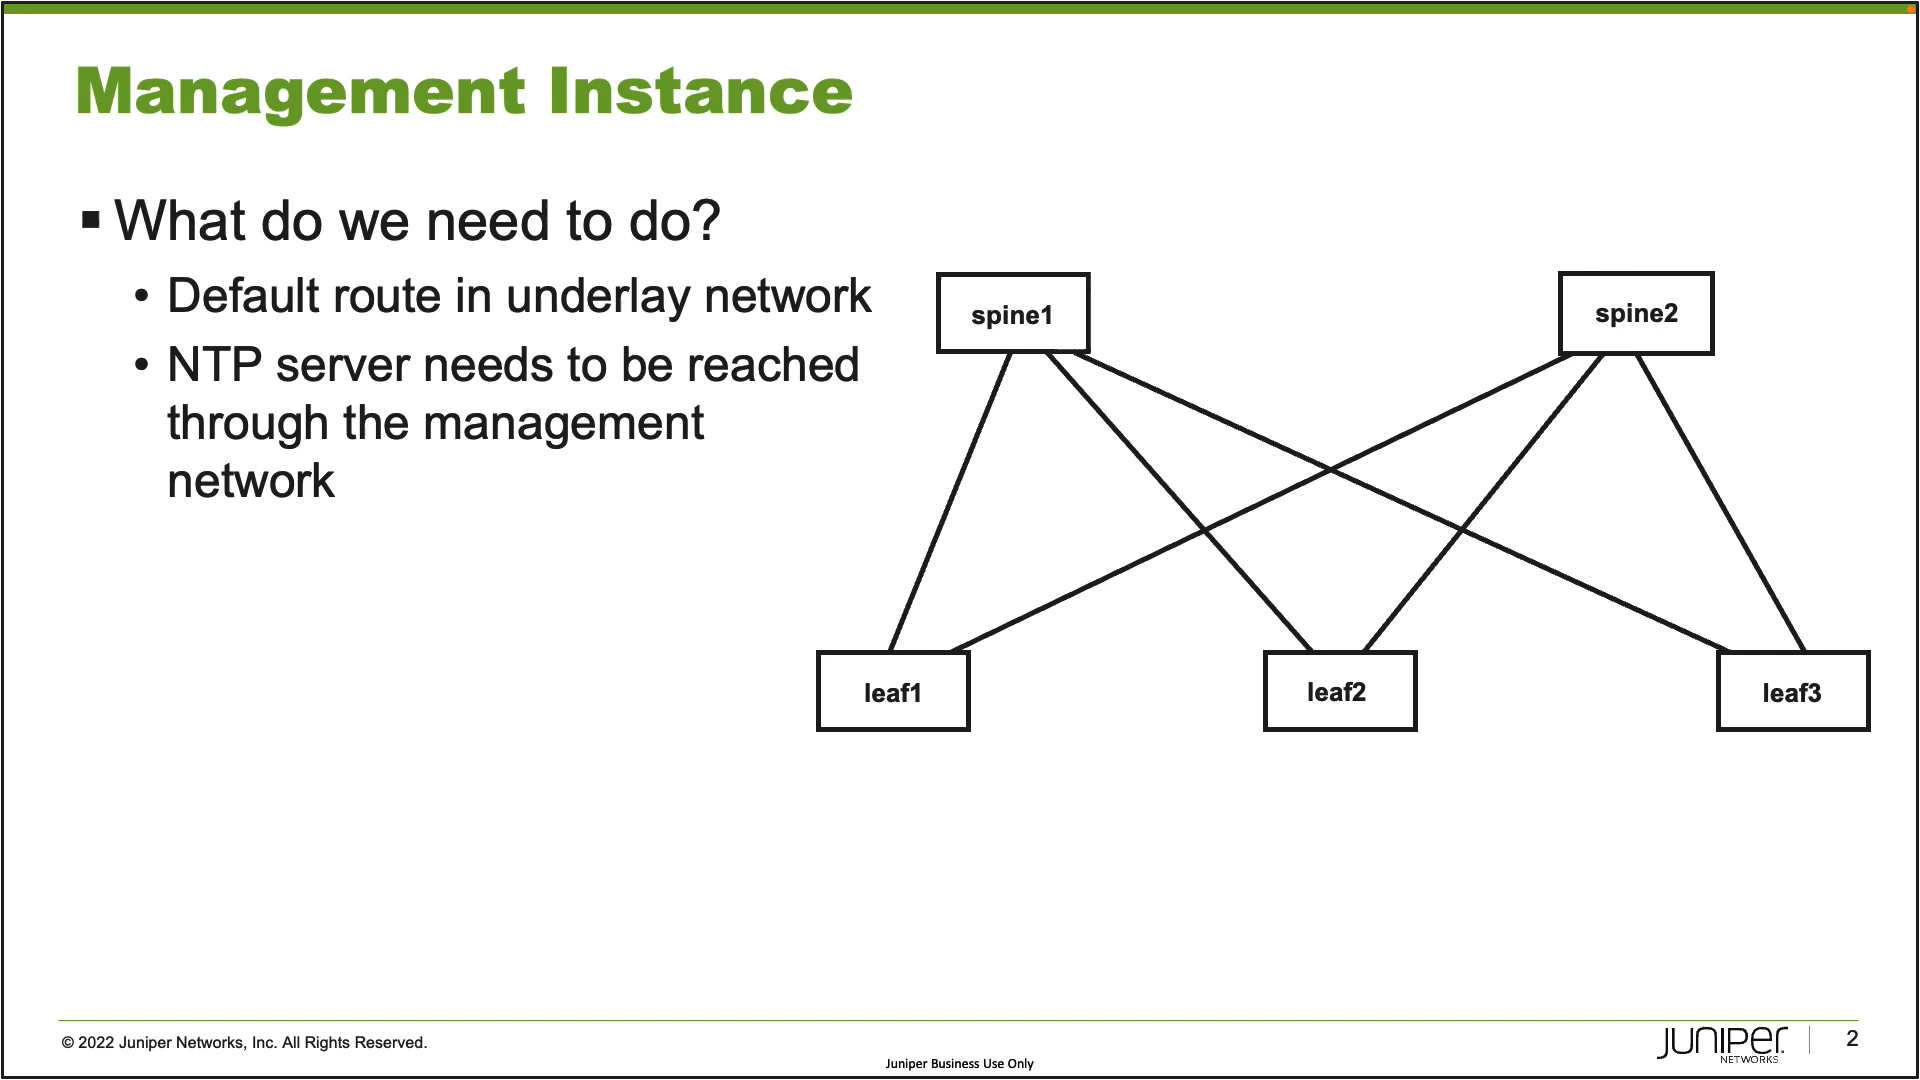 Management Instance
▪ What do we need to do?
• Default route in underlay network
• NTP server needs to be reached
through the management
network
spine1
spine2
leaf1
leaf2
leaf3
© 2022 Juniper Networks, Inc. All Rights Reserved.
Juniper Business Use Only
JUNIPer
NETWORKS
2